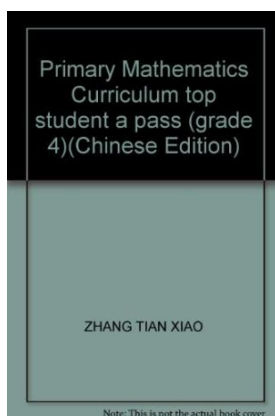 Primary Mathematics
Curriculum top
student a pass (grade
4)(Chinese Edition)
ZHANG TIAN XIAO
Note: This is not the actual book cover